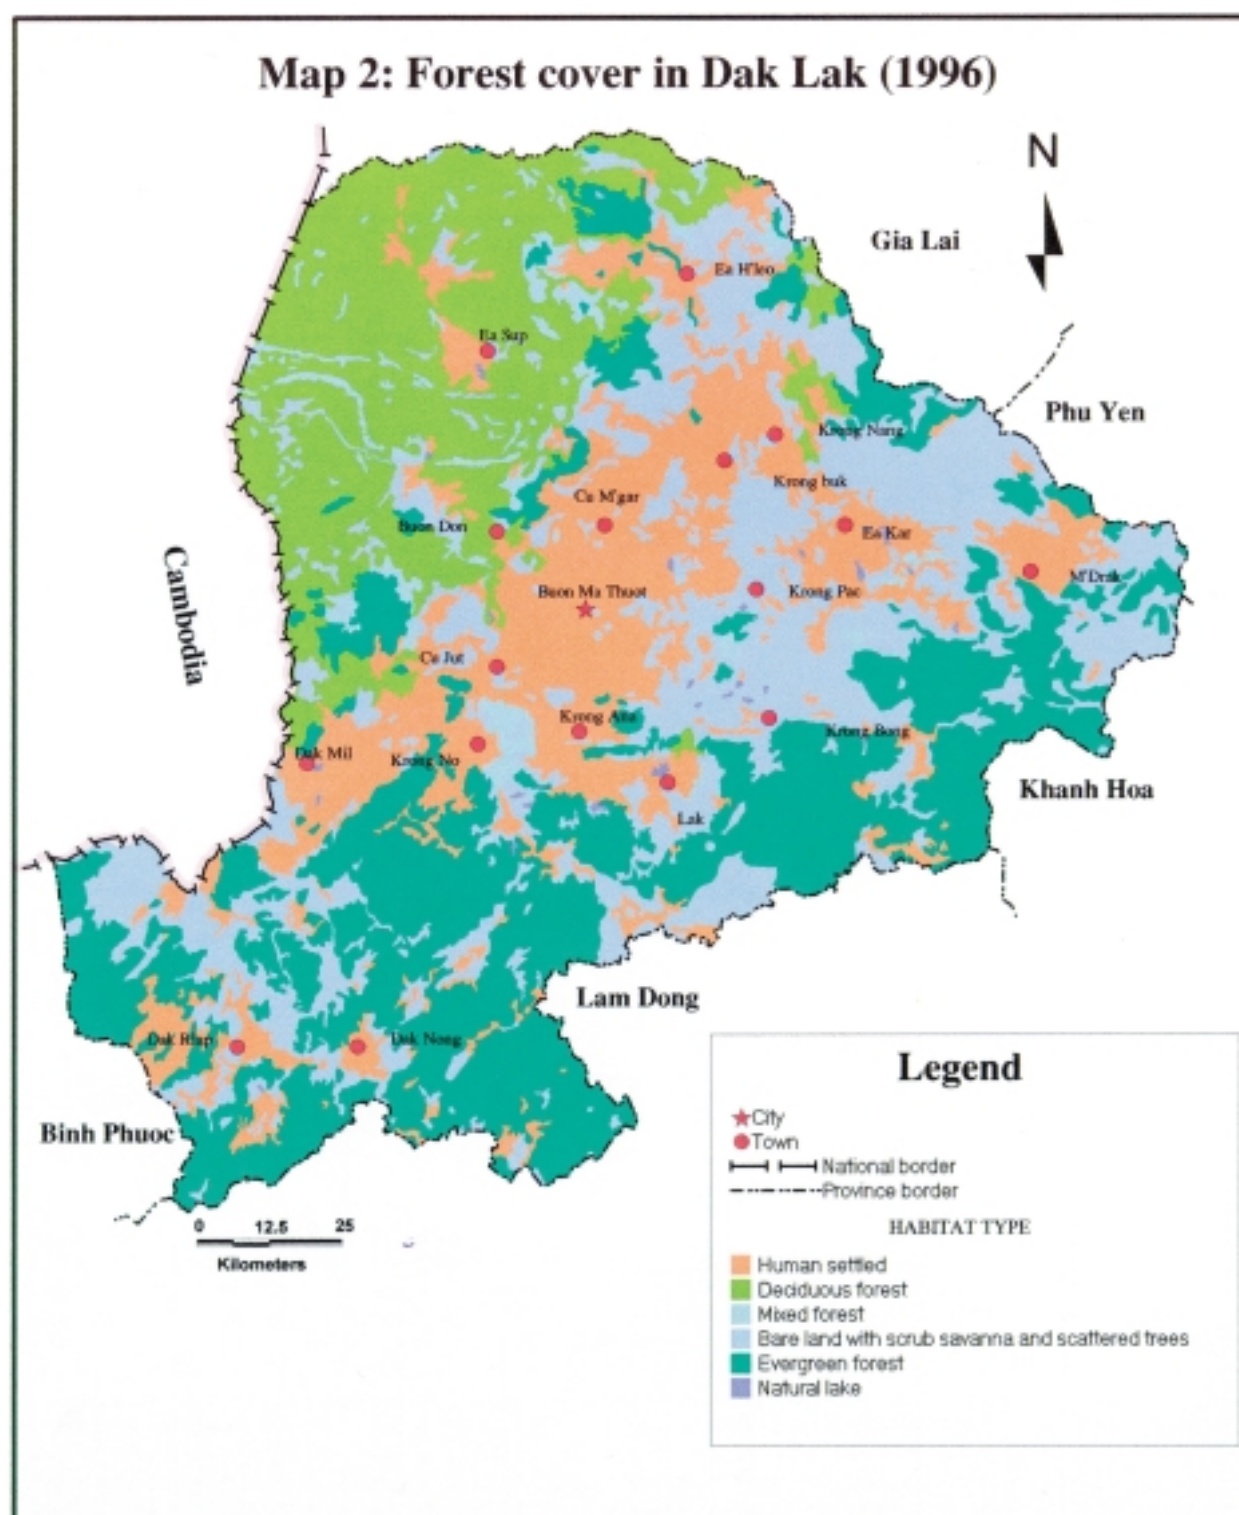 Map 2: Forest cover in Dak Lak (1996)
N
Gia Lai
Ea H'leo
Ea Sup
Phu Yen
Krong Nang
Krong buk
Cu M'gar
Buon Don
Ea Kar
Cambodia
M'Drak
Buon Ma Thuot
Krong Pac
Cu Jut
Krong Ana
Krong Bong
Dak Mil
Krong No
Khanh Hoa
Lak
Lam Dong
Dak Rlap
Dak Nong
Binh Phuoc
Legend
City
Town
National border
Province border
HABITAT TYPE
Human settled
Deciduous forest
Mixed forest
Bare land with scrub savanna and scattered trees
Evergreen forest
Natural lake
0 12.5 25
Kilometers